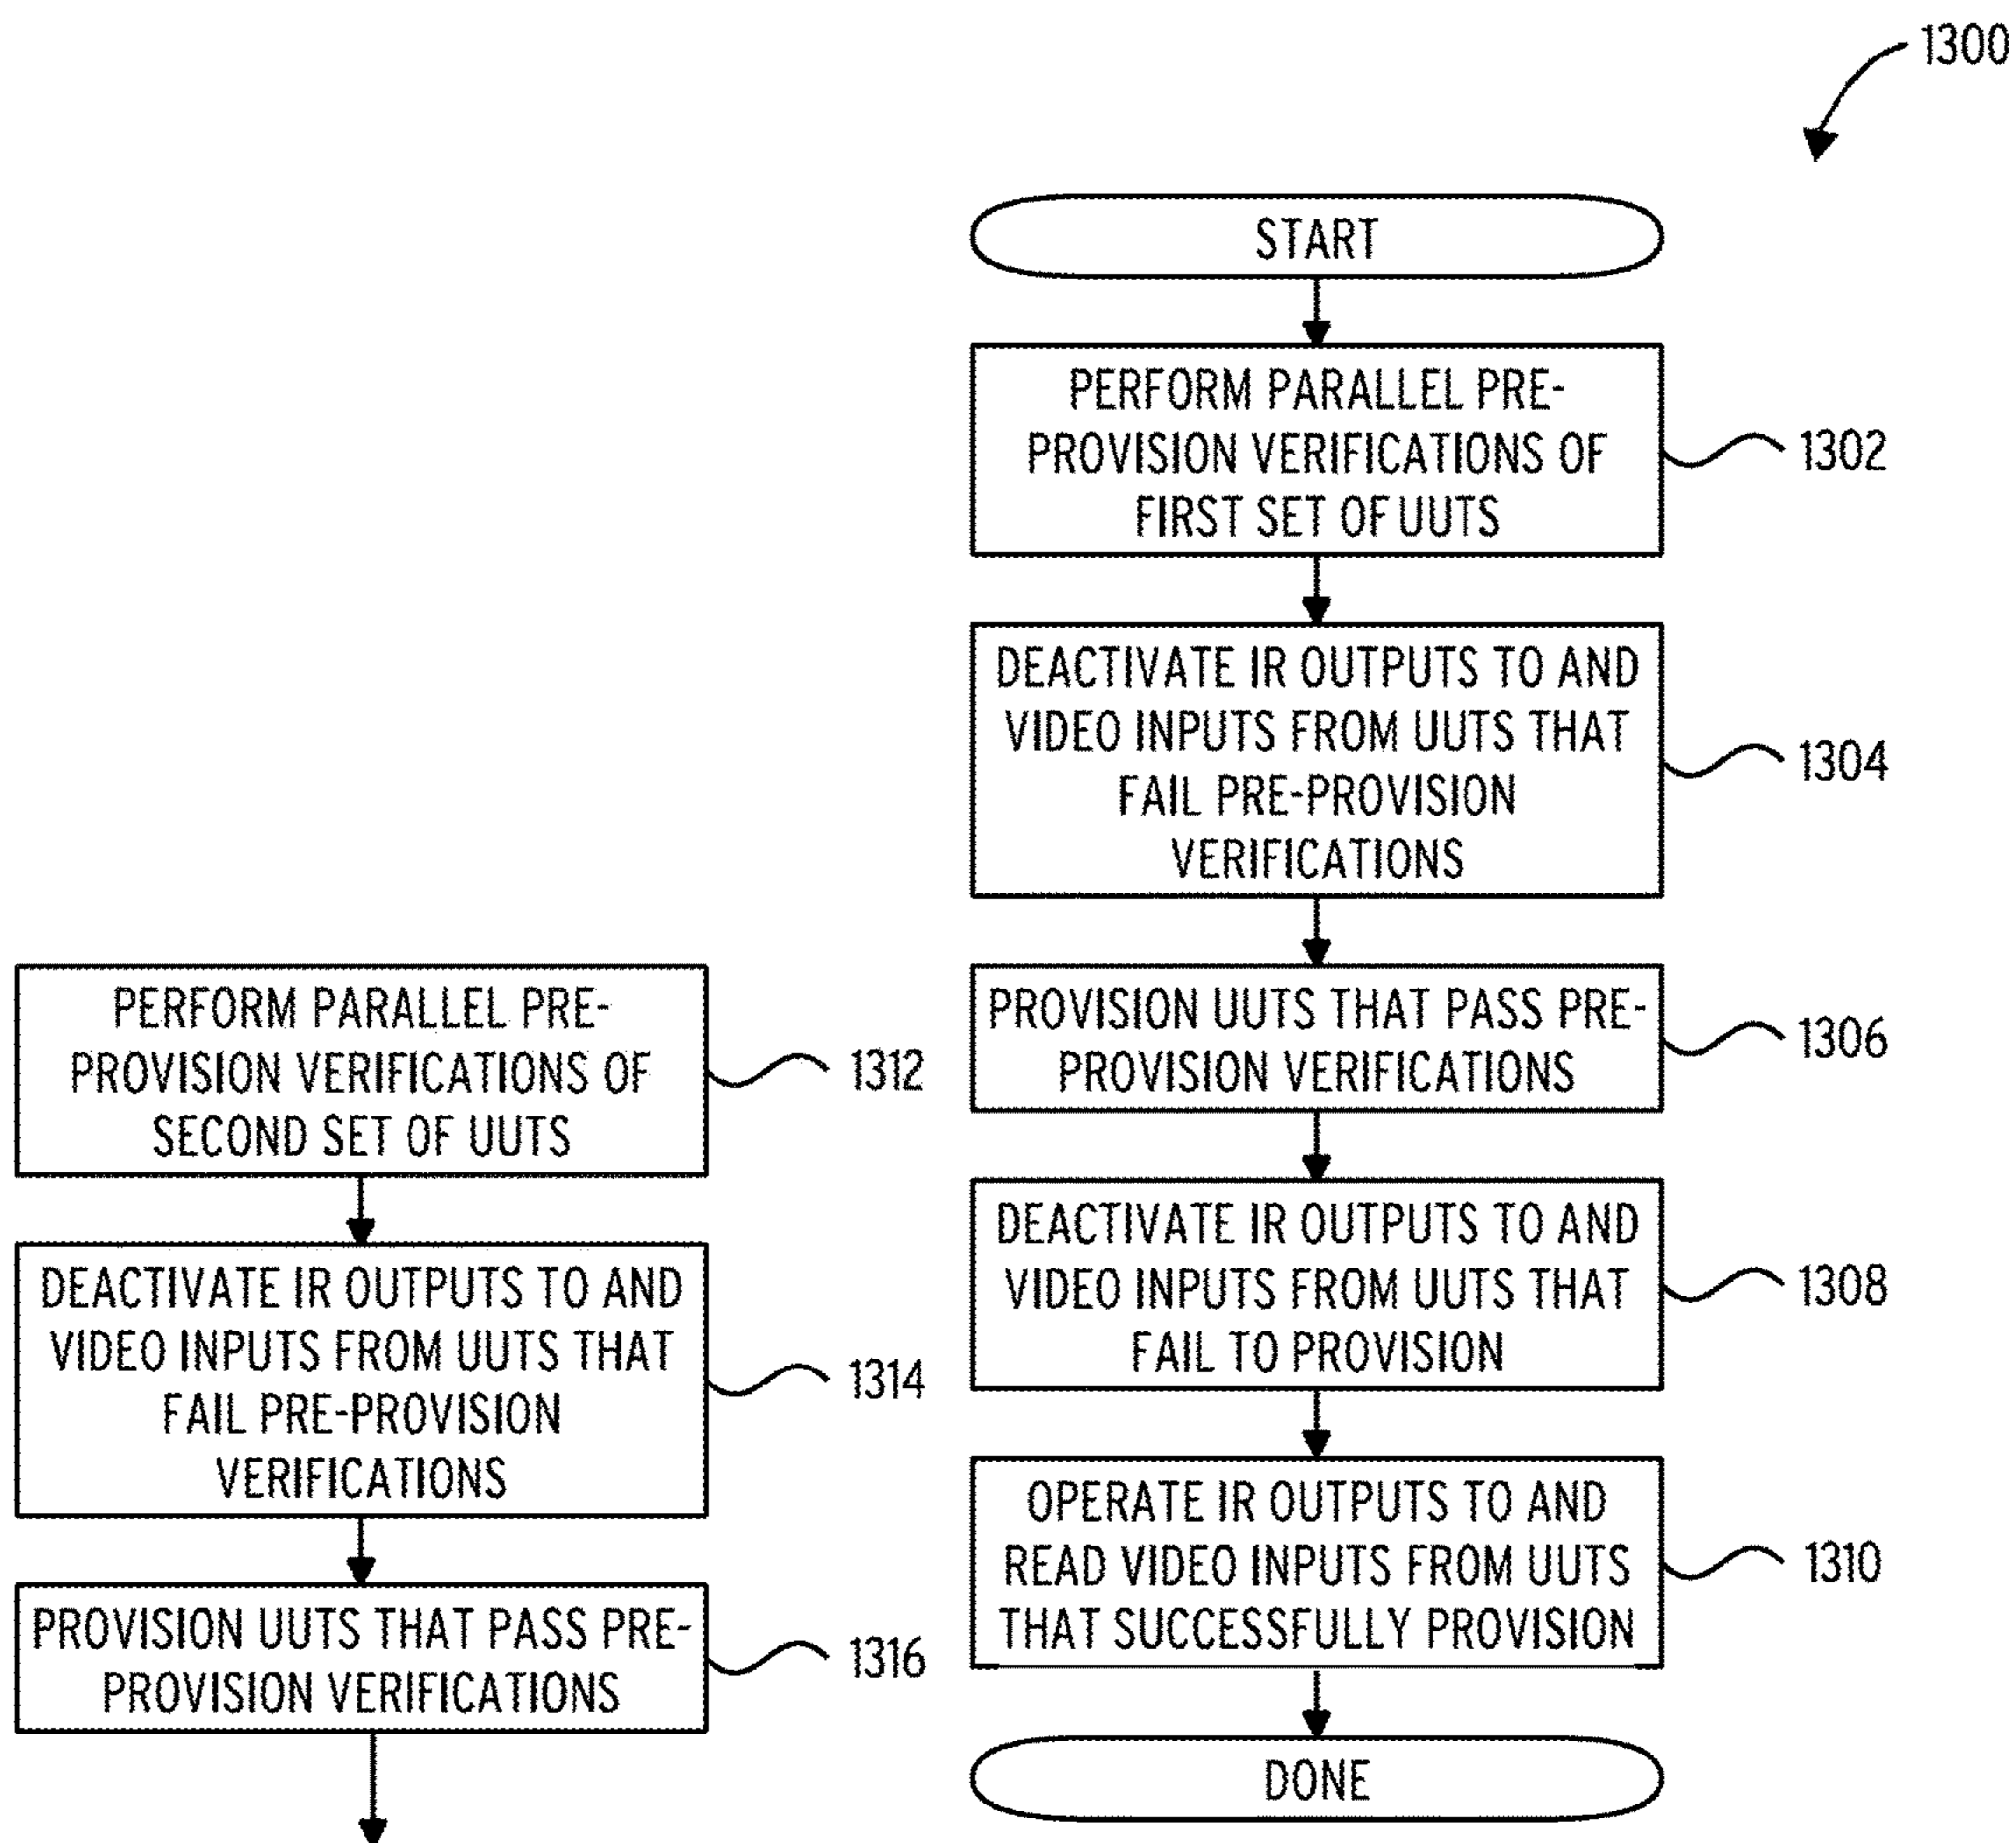 1300
START
PERFORM PARALLEL PRE-
PROVISION VERIFICATIONS OF
FIRST SET OF UUTS
1302
DEACTIVATE IR OUTPUTS TO AND
VIDEO INPUTS FROM UUTS THAT
FAIL PRE-PROVISION
VERIFICATIONS
1304
PROVISION UUTS THAT PASS PRE-
PROVISION VERIFICATIONS
1306
DEACTIVATE IR OUTPUTS TO AND
VIDEO INPUTS FROM UUTS THAT
FAIL TO PROVISION
1308
OPERATE IR OUTPUTS TO AND
READ VIDEO INPUTS FROM UUTS
THAT SUCCESSFULLY PROVISION
1310
DONE
PERFORM PARALLEL PRE-
PROVISION VERIFICATIONS OF
SECOND SET OF UUTS
1312
DEACTIVATE IR OUTPUTS TO AND
VIDEO INPUTS FROM UUTS THAT
FAIL PRE-PROVISION
VERIFICATIONS
1314
PROVISION UUTS THAT PASS PRE-
PROVISION VERIFICATIONS
1316